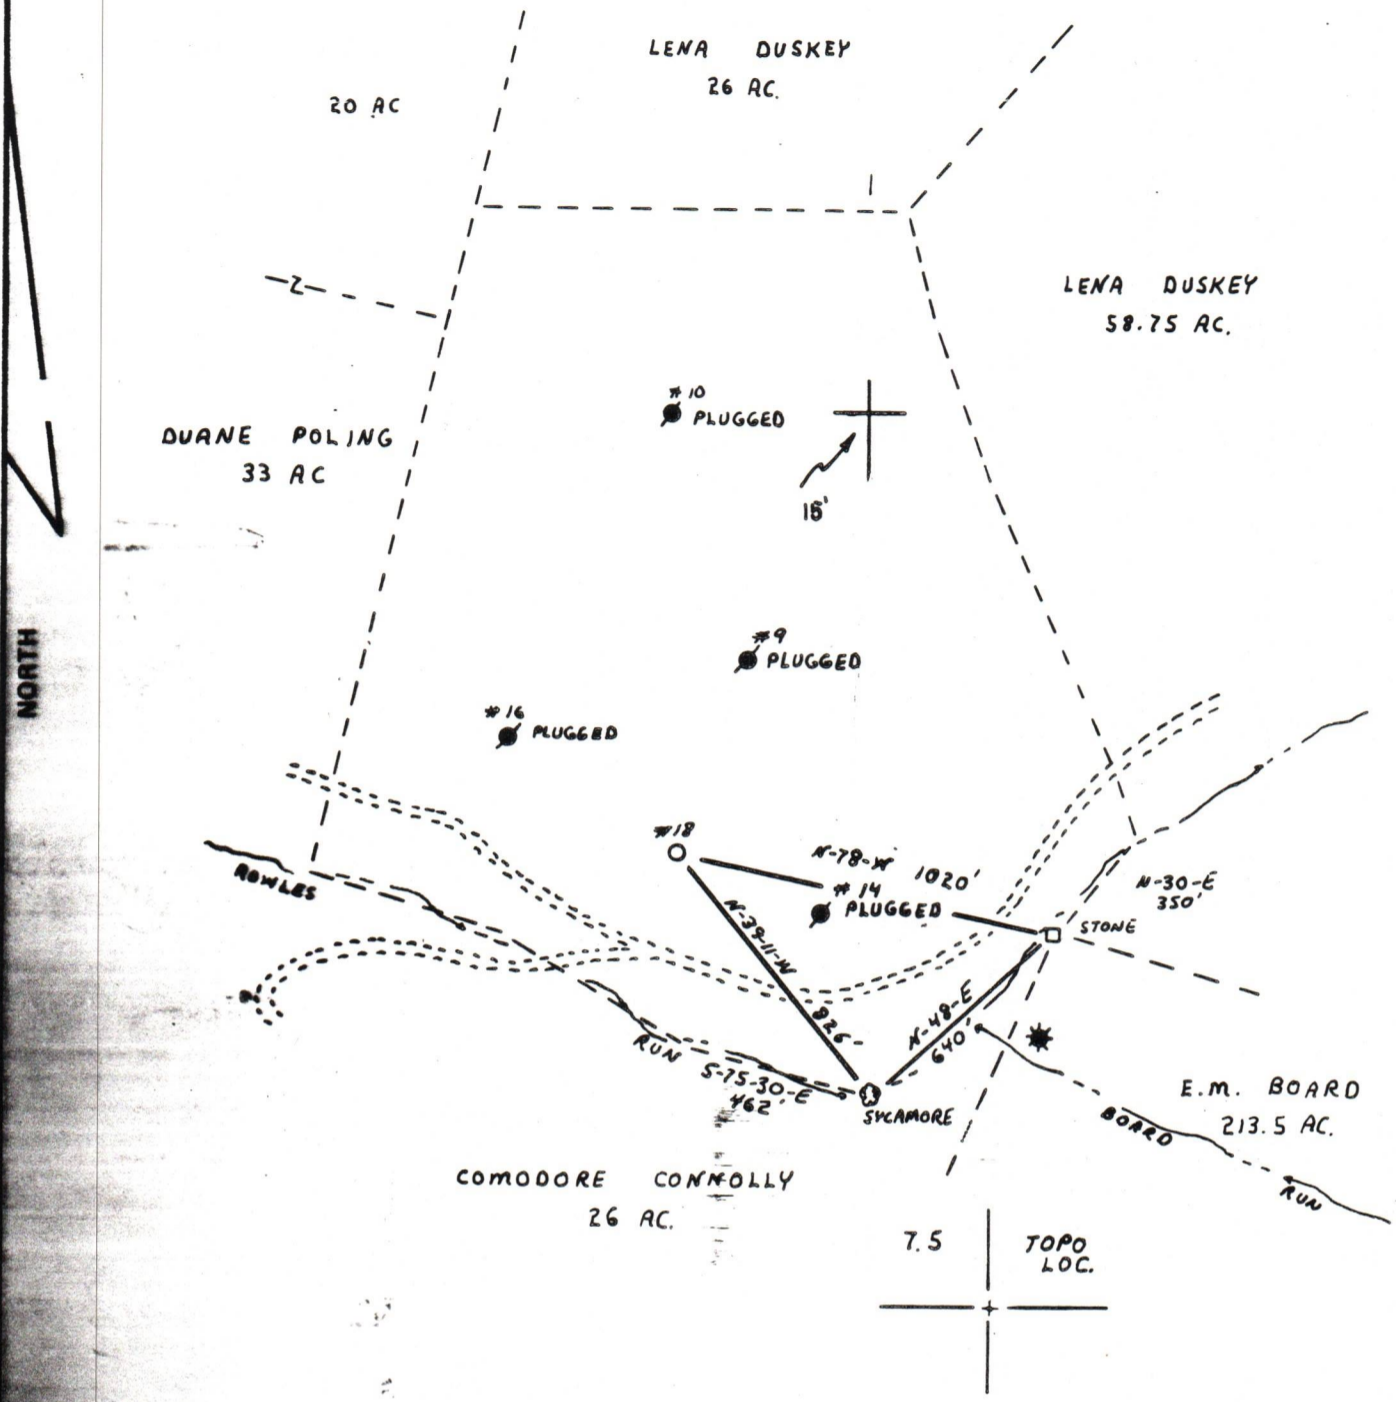 LENA DUSKEY
26 AC.
20 AC
LENA DUSKEY
58.75 AC.
#10
PLUGGED
DUANE POLING
33 AC
15'
NORTH
#9
PLUGGED
#16
PLUGGED
#18
N-78-W 1020'
#14
PLUGGED
ROWLES
N-30-E
350'
STONE
N-39-11-W
826-
N-48-E
640'
RUN
S-75-30-E
462'
SYCAMORE
E.M. BOARD
213.5 AC.
BOARD
RUN
COMODORE CONNOLLY
26 AC.
7.5 TOPO
LOC.